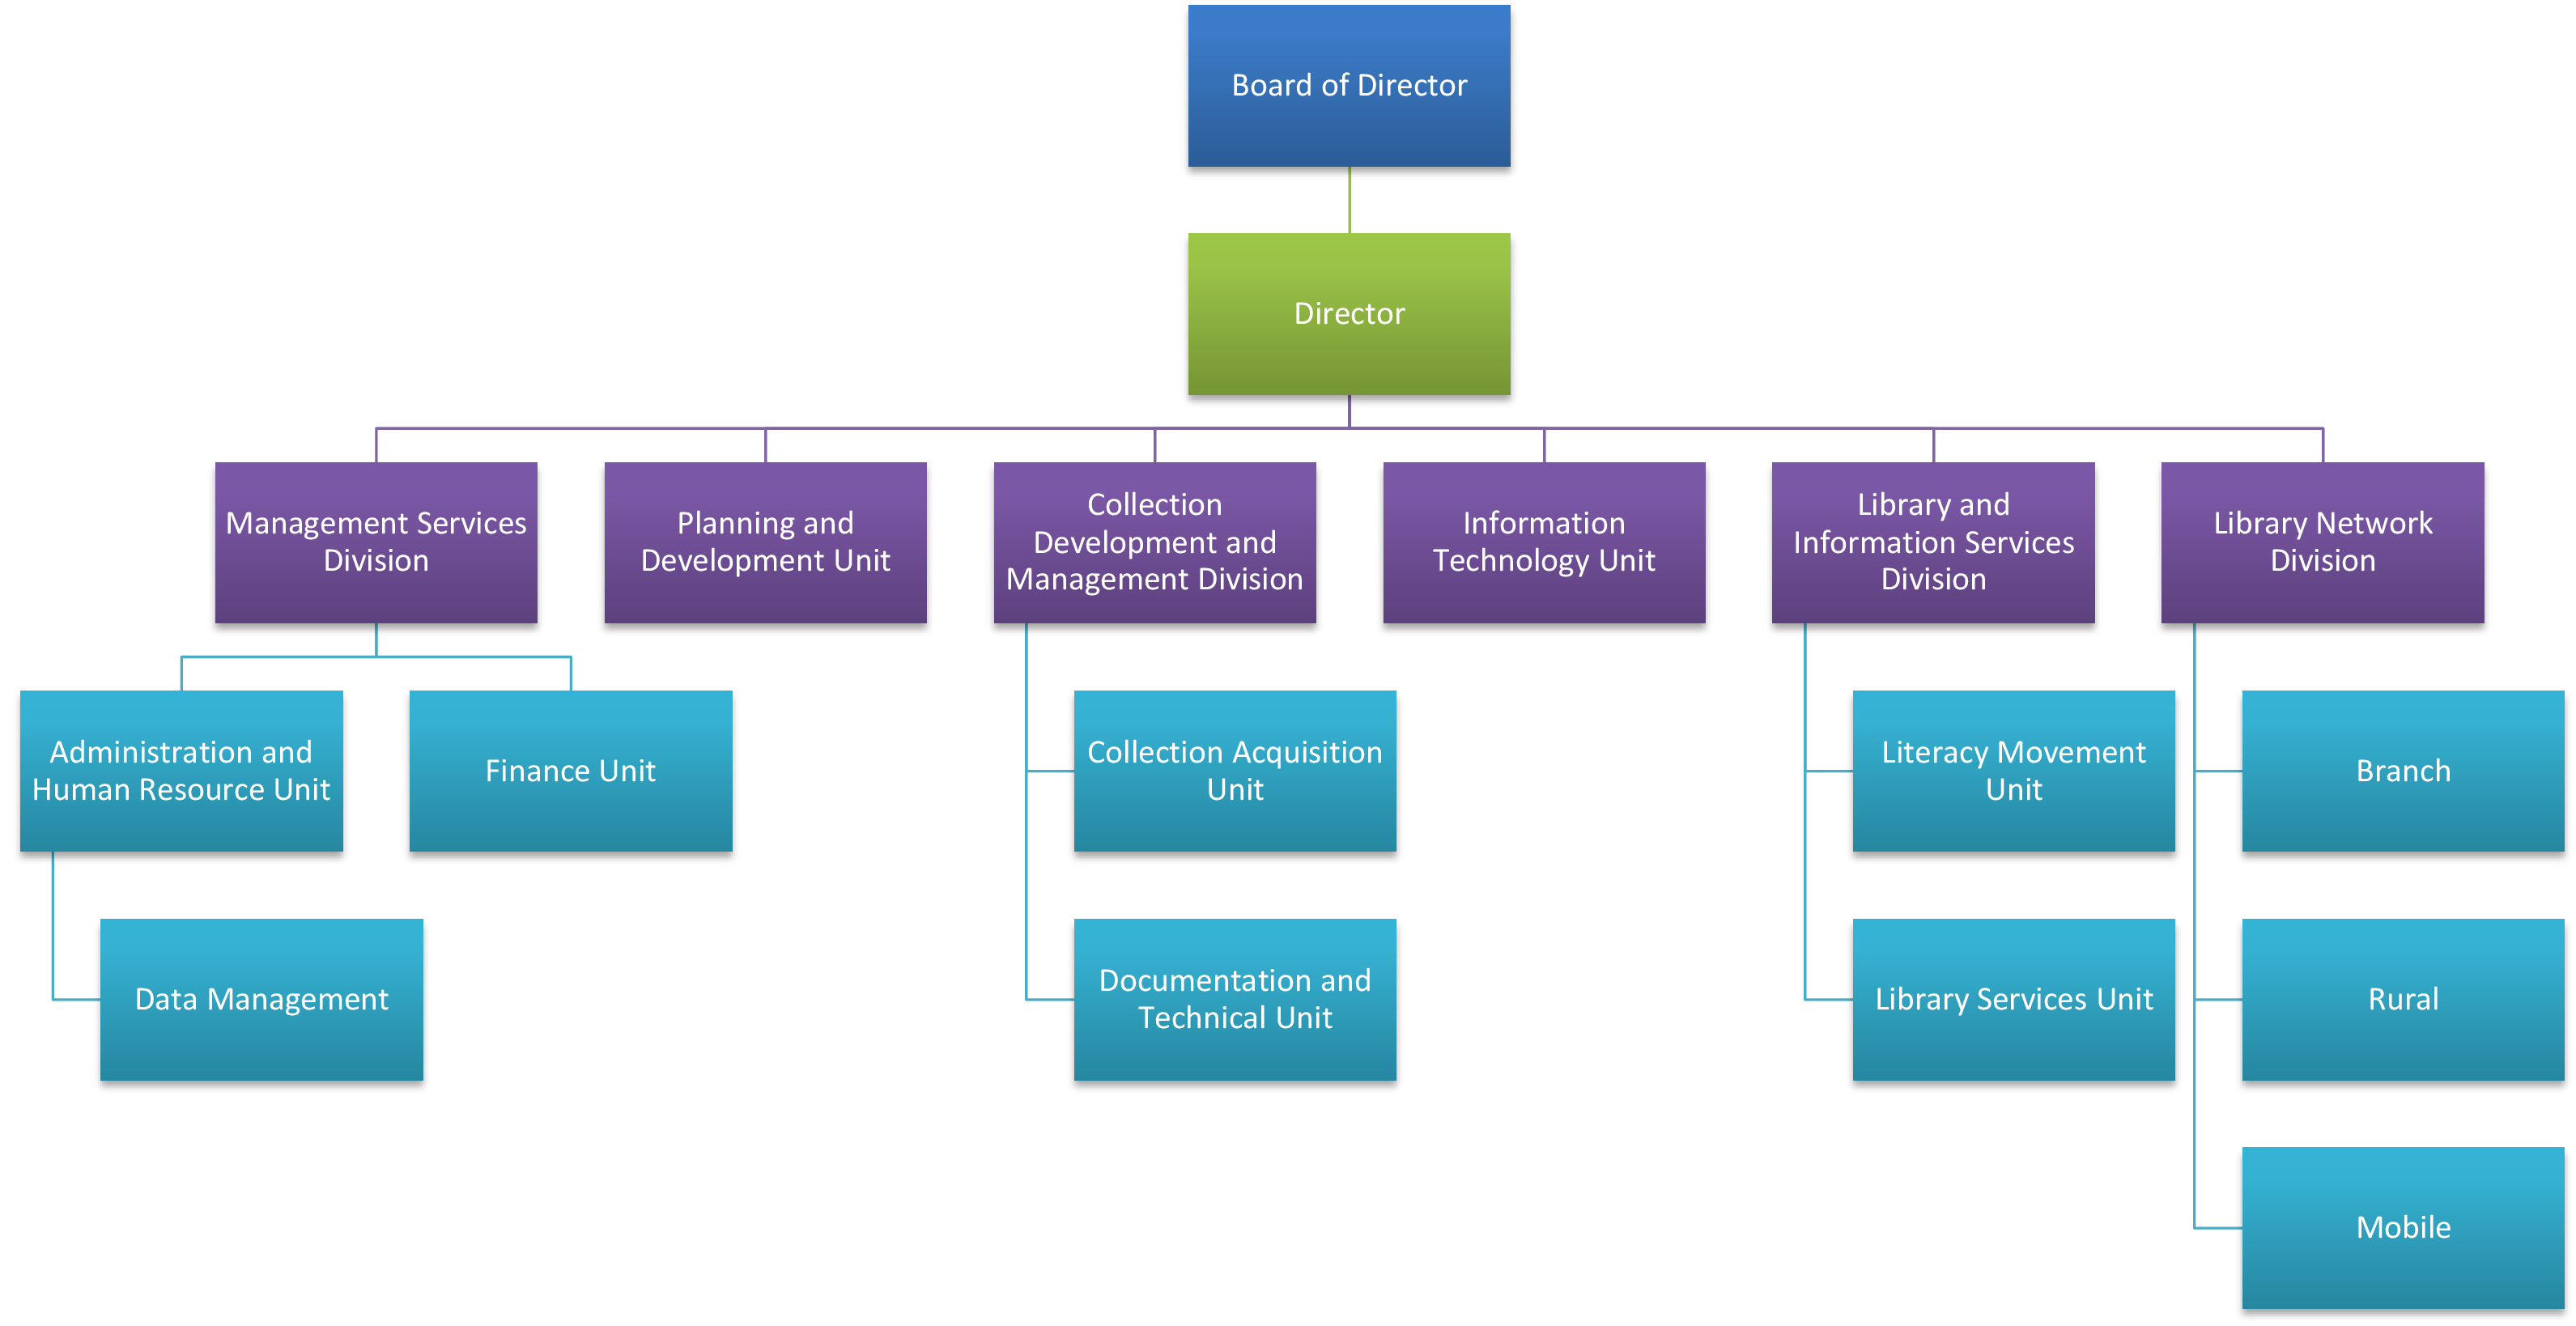 Board of Director
Director
Management Services
Division
Planning and
Development Unit
Collection
Development and
Management Division
Information
Technology Unit
Library and
Information Services
Division
Library Network
Division
Administration and
Human Resource Unit
Finance Unit
Collection Acquisition
Unit
Literacy Movement
Unit
Branch
Data Management
Documentation and
Technical Unit
Library Services Unit
Rural
Mobile